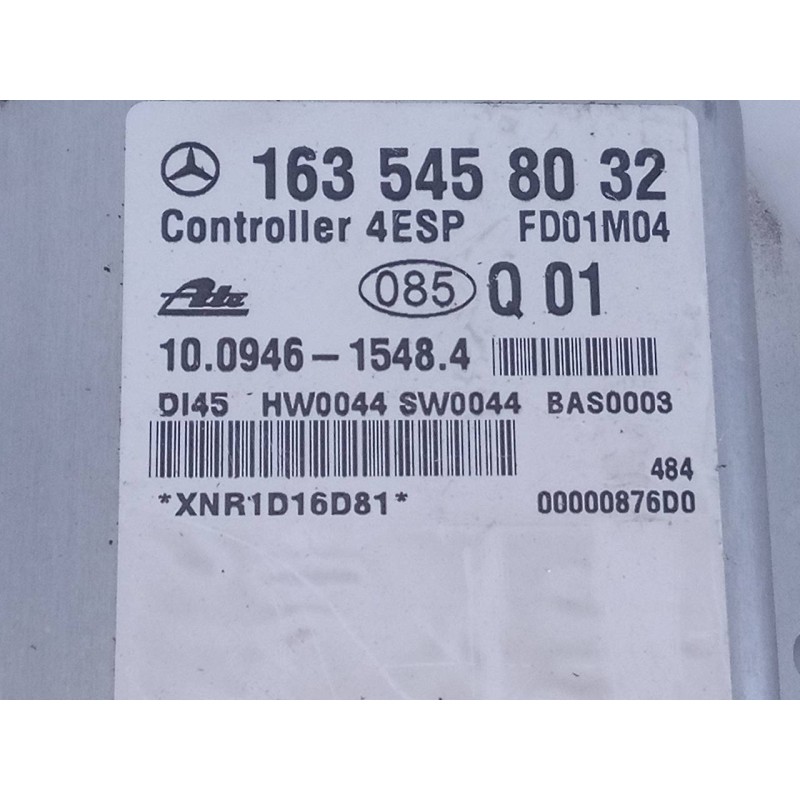 163 545 80 32
Controller 4ESP FD01M04
Ate 085 Q 01
10.0946-1548.4
DI45 HW0044 SW0044 BAS0003
484
*XNR1D16D81* 00000876D0